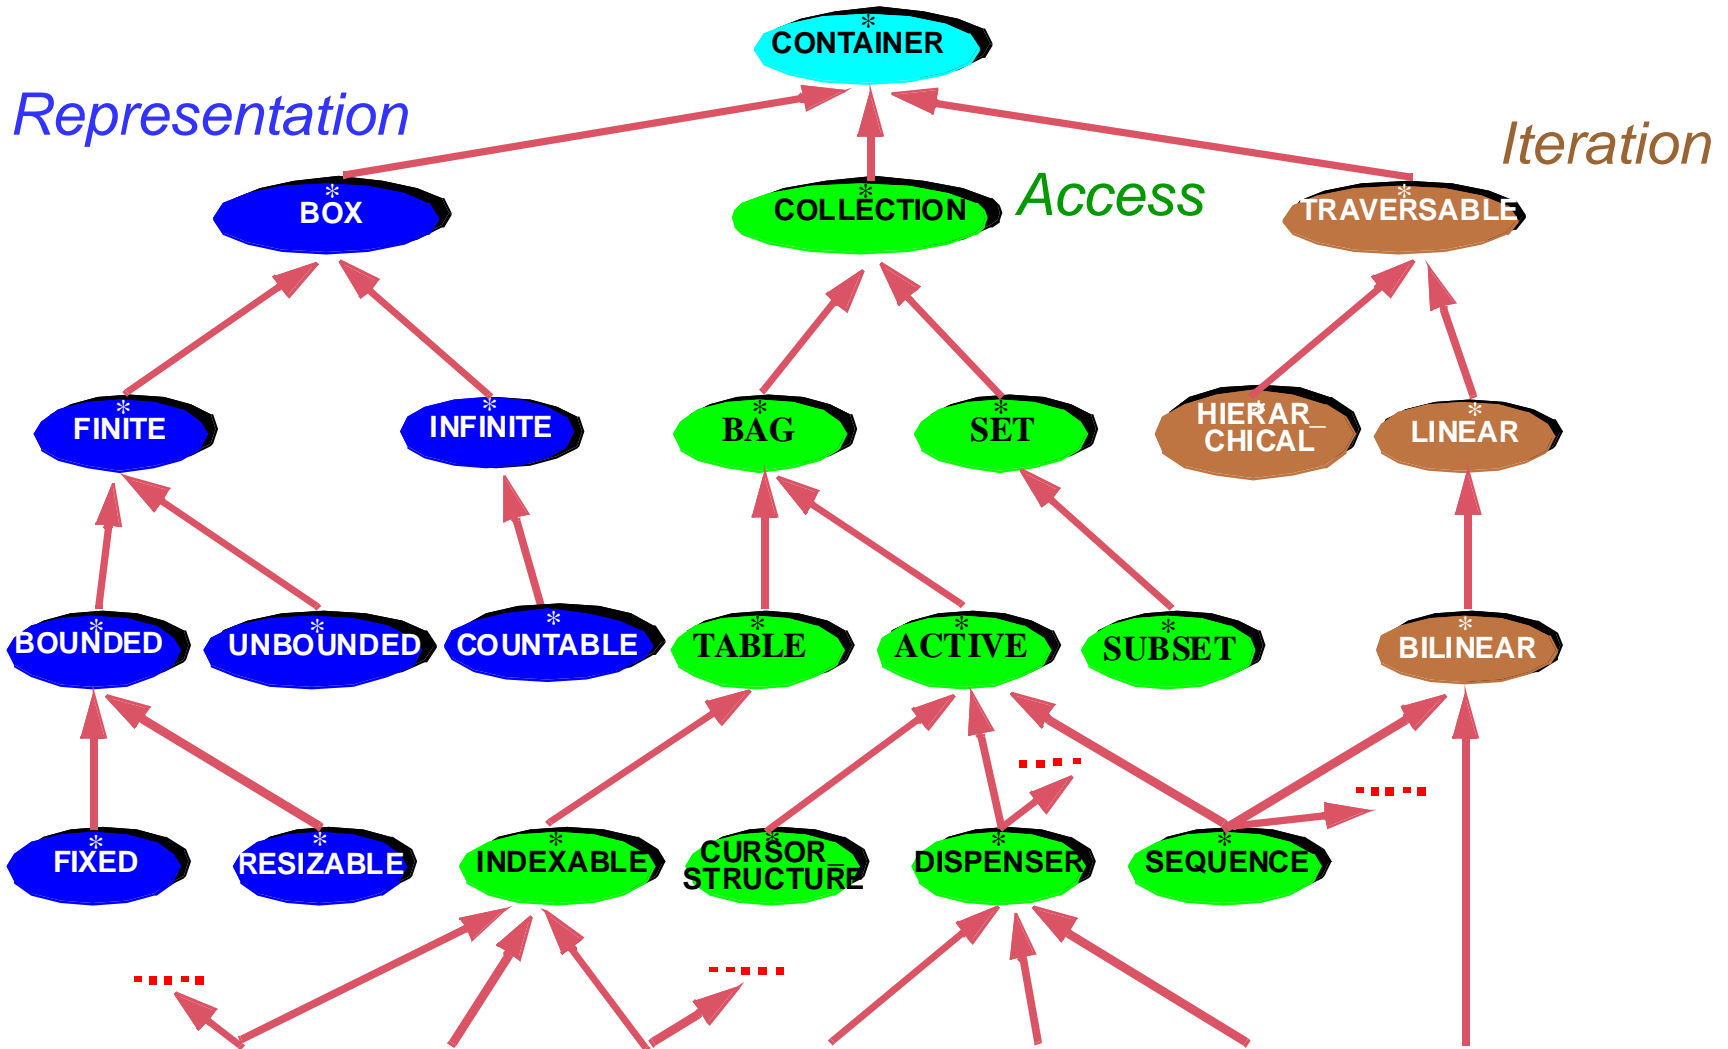 *
CONTAINER
Representation
Iteration
*
BOX
*
COLLECTION
Access
*
TRAVERSABLE
*
FINITE
*
INFINITE
*
BAG
*
SET
*
HIERAR_
CHICAL
*
LINEAR
*
BOUNDED
*
UNBOUNDED
*
COUNTABLE
*
TABLE
*
ACTIVE
*
SUBSET
*
BILINEAR
*
FIXED
*
RESIZABLE
*
INDEXABLE
*
CURSOR_
STRUCTURE
*
DISPENSER
*
SEQUENCE